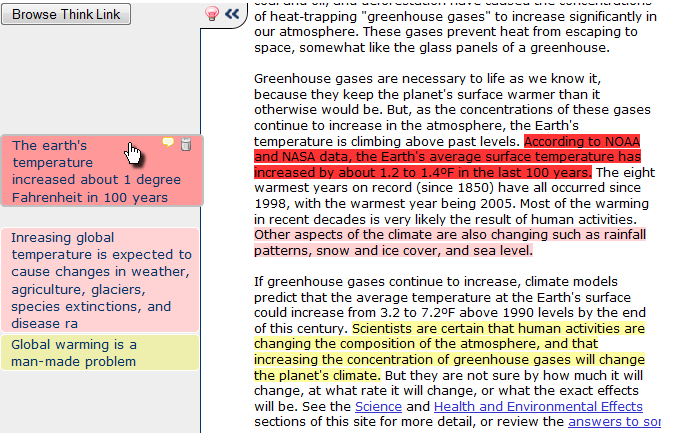 Browse Think Link
The earth's
temperature
increased about 1 degree
Fahrenheit in 100 years
Inreasing global
temperature is expected to
cause changes in weather,
agriculture, glaciers,
species extinctions, and
disease ra
Global warming is a
man-made problem
coal and oil, and deforestation have caused the concentrations
of heat-trapping "greenhouse gases" to increase significantly in
our atmosphere. These gases prevent heat from escaping to
space, somewhat like the glass panels of a greenhouse.
Greenhouse gases are necessary to life as we know it,
because they keep the planet's surface warmer than it
otherwise would be. But, as the concentrations of these gases
continue to increase in the atmosphere, the Earth's
temperature is climbing above past levels. According to NOAA
and NASA data, the Earth's average surface temperature has
increased by about 1.2 to 1.4ºF in the last 100 years. The eight
warmest years on record (since 1850) have all occurred since
1998, with the warmest year being 2005. Most of the warming
in recent decades is very likely the result of human activities.
Other aspects of the climate are also changing such as rainfall
patterns, snow and ice cover, and sea level.
If greenhouse gases continue to increase, climate models
predict that the average temperature at the Earth's surface
could increase from 3.2 to 7.2ºF above 1990 levels by the end
of this century. Scientists are certain that human activities are
changing the composition of the atmosphere, and that
increasing the concentration of greenhouse gases will change
the planet's climate. But they are not sure by how much it will
change, at what rate it will change, or what the exact effects
will be. See the Science and Health and Environmental Effects
sections of this site for more detail, or review the answers to